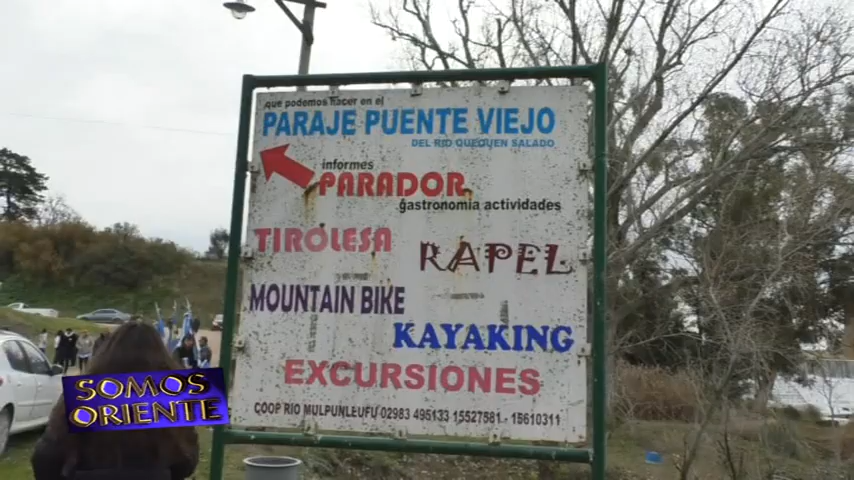 que podemos hacer en el
PARAJE PUENTE VIEJO
DEL RIO QUEQUEN SALADO
informes
PARADOR
gastronomia actividades
TIROLESA
RAPEL
MOUNTAIN BIKE
KAYAKING
EXCURSIONES
COOP RIO MULPUNLEUFU 02983 495133 15527581 - 15610311
SOMOS
ORIENTE